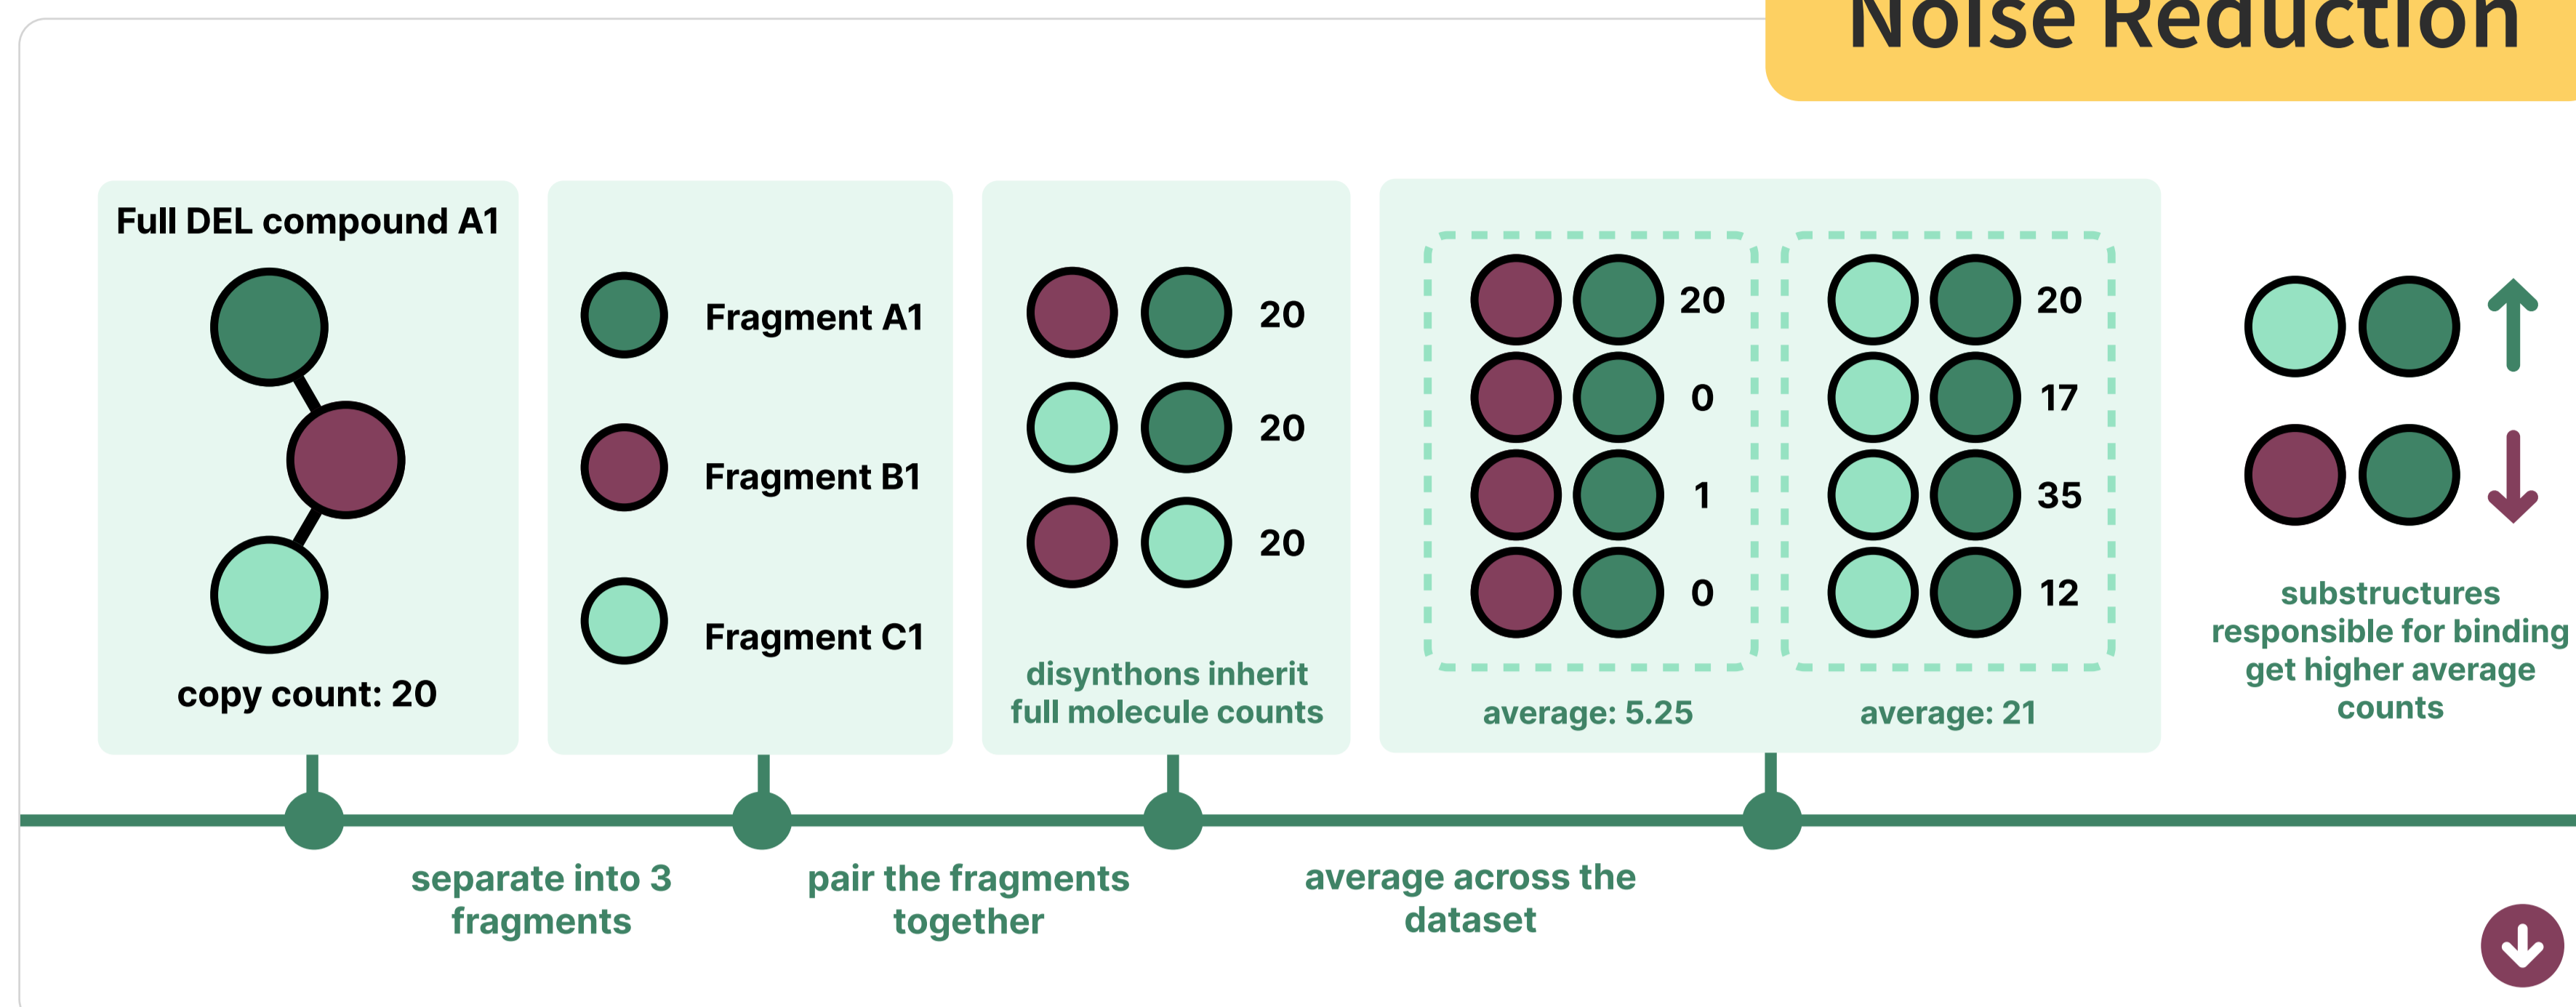 Noise Reduction
Full DEL compound A1
copy count: 20
Fragment A1
Fragment B1
Fragment C1
20
20
20
disynthons inherit
full molecule counts
20
0
1
0
average: 5.25
20
17
35
12
average: 21
substructures
responsible for binding
get higher average
counts
separate into 3
fragments
pair the fragments
together
average across the
dataset